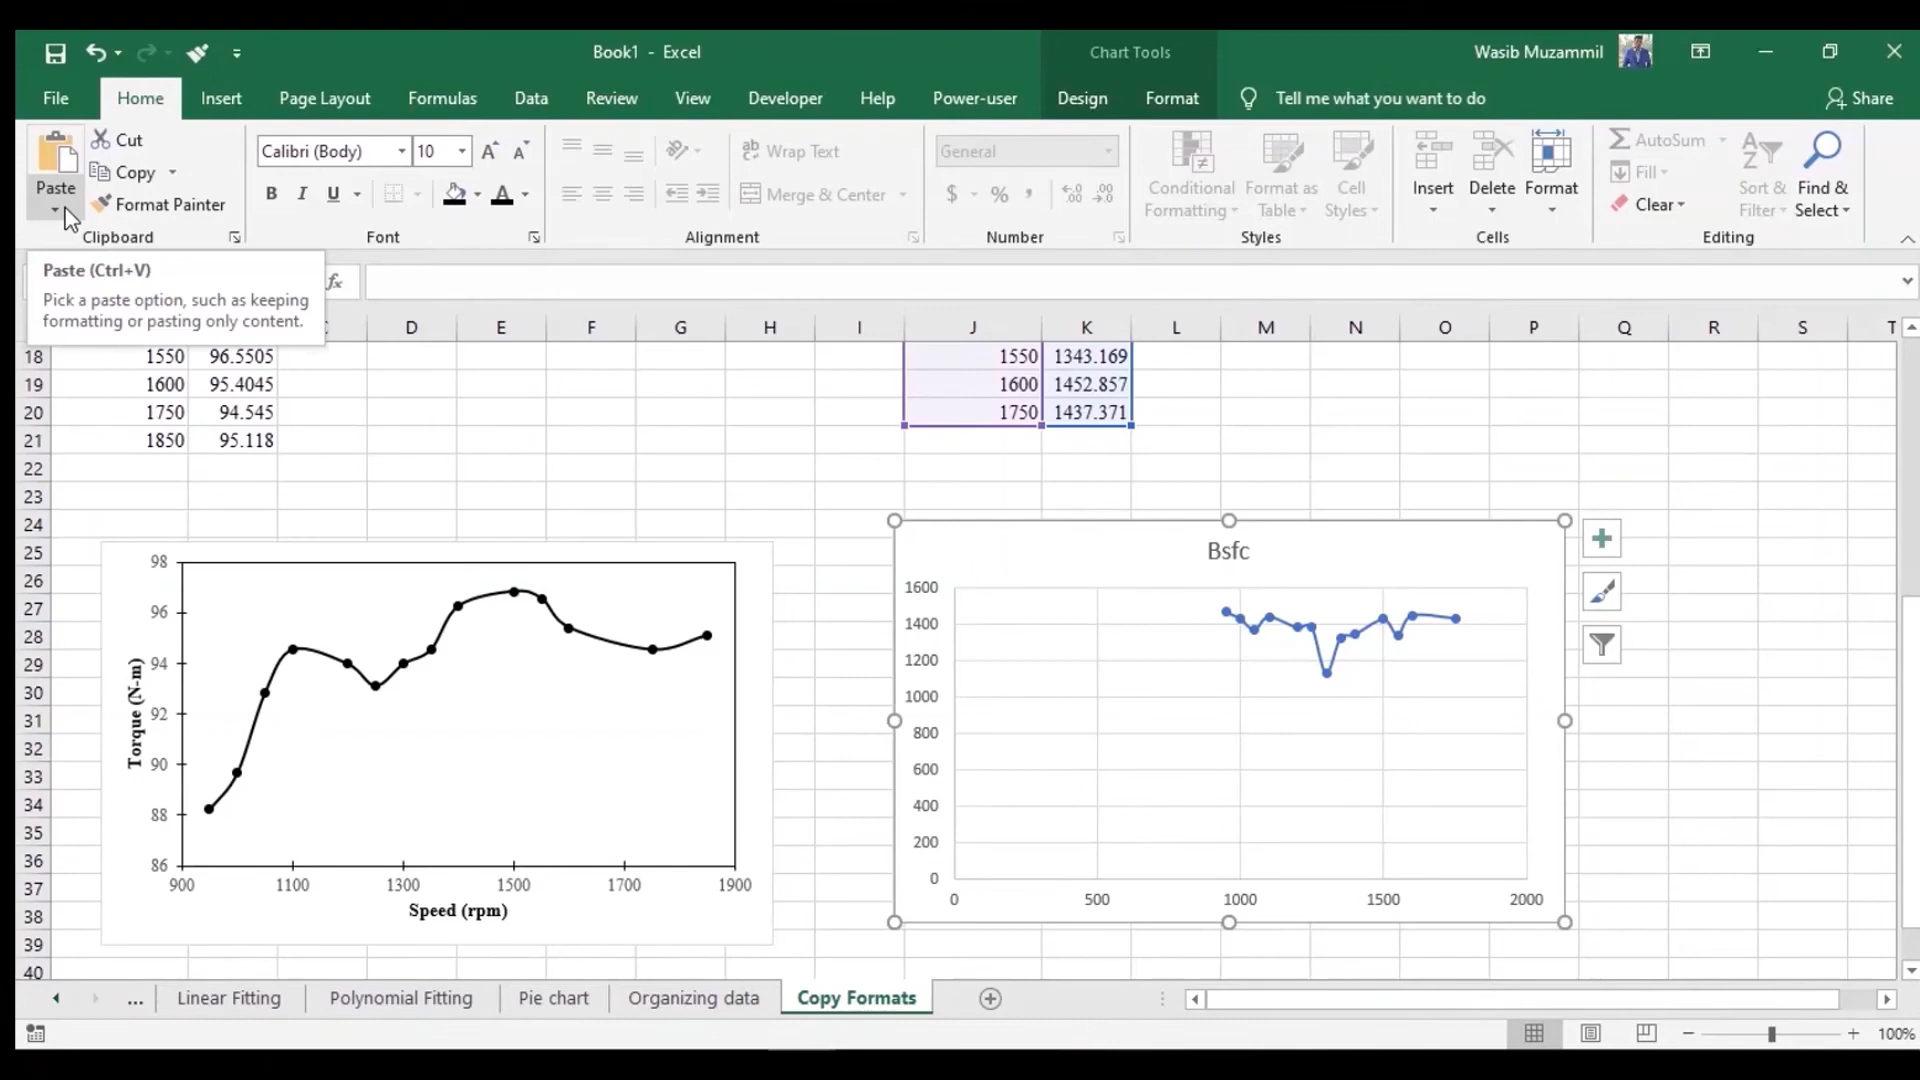 Book1 - Excel
Chart Tools
Wasib Muzammil
File Home Insert Page Layout Formulas Data Review View Developer Help Power-user Design Format Tell me what you want to do Share
Paste
Cut
Copy
Format Painter
Clipboard
Calibri (Body) 10
B I U A
Font
Wrap Text
Merge & Center
Alignment
General
$ % ,
Number
Conditional Formatting
Format as Table
Cell Styles
Styles
Insert Delete Format
Cells
AutoSum
Fill
Clear
Sort & Filter
Find & Select
Editing
Paste (Ctrl+V)
Pick a paste option, such as keeping
formatting or pasting only content.
fx
D E F G H I J K L M N O P Q R S T
18 1550 96.5505 1550 1343.169
19 1600 95.4045 1600 1452.857
20 1750 94.545 1750 1437.371
21 1850 95.118
22
23
24
25
26
27
28
29
30
31
32
33
34
35
36
37
38
39
40
98
96
94
92
90
88
86
900 1100 1300 1500 1700 1900
Torque (N-m)
Speed (rpm)
Bsfc
1600
1400
1200
1000
800
600
400
200
0
0 500 1000 1500 2000
... Linear Fitting Polynomial Fitting Pie chart Organizing data Copy Formats
100%